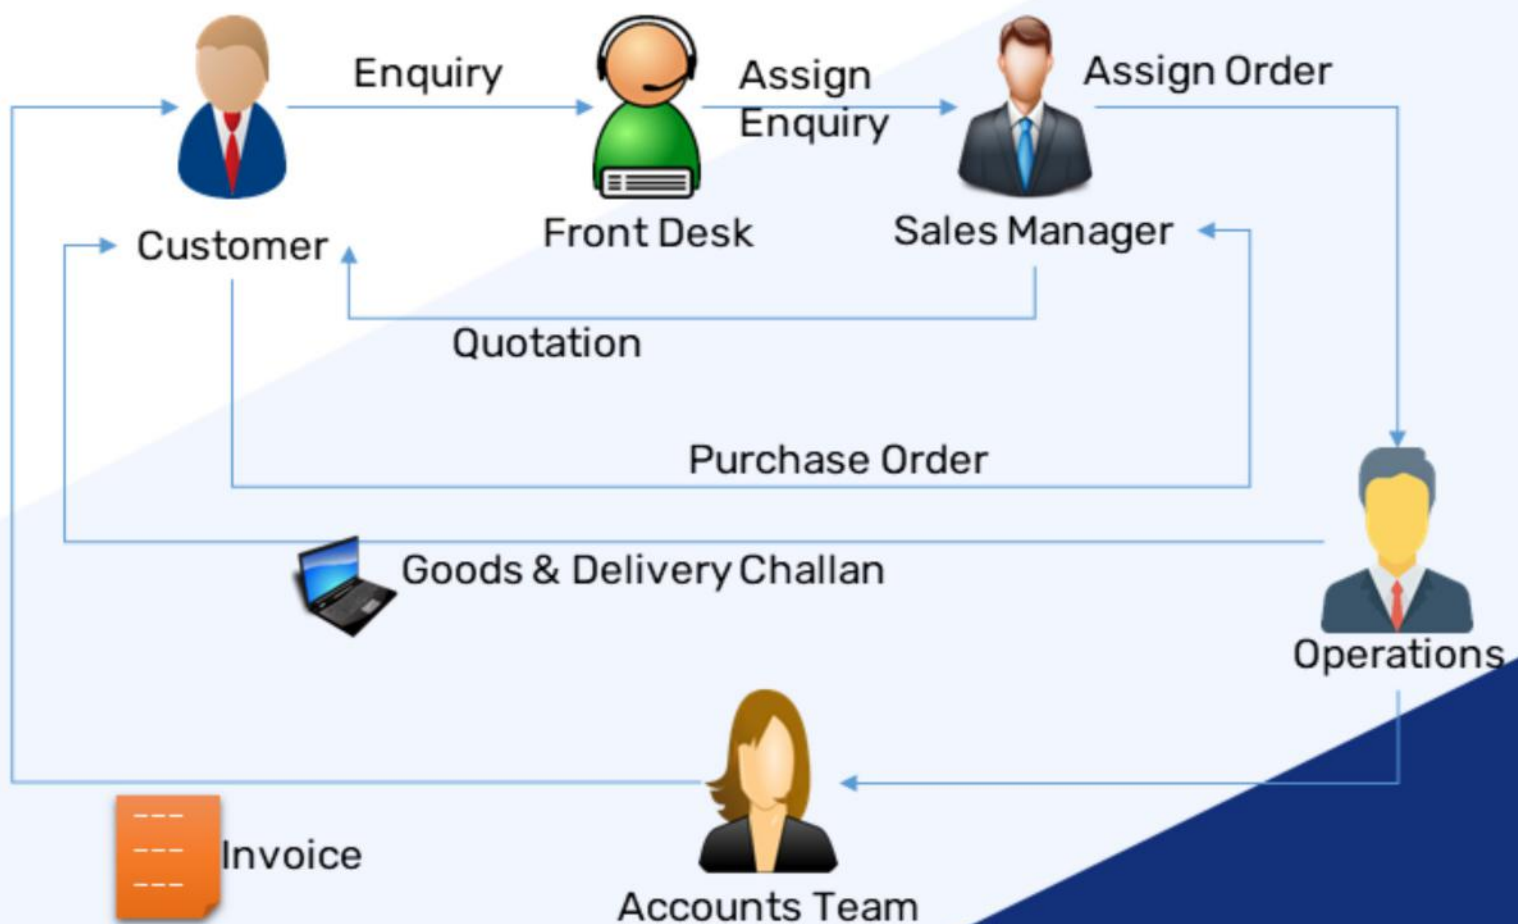 Enquiry
Assign
Enquiry
Assign Order
Customer
Front Desk
Sales Manager
Quotation
Purchase Order
Goods & Delivery Challan
Operations
Invoice
Accounts Team